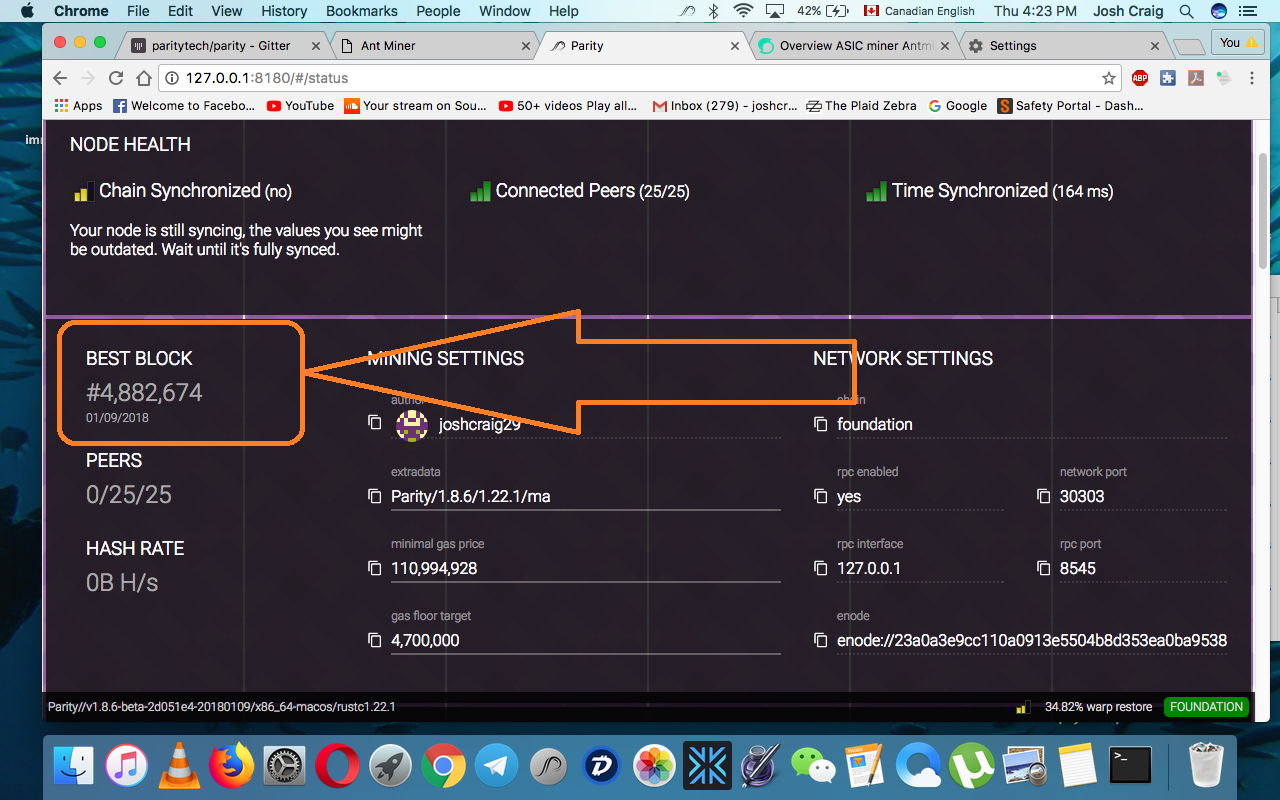 Chrome File Edit View History Bookmarks People Window Help 42% Canadian English Thu 4:23 PM Josh Craig
paritytech/parity - Gitter Ant Miner Parity Overview ASIC miner Antmi Settings You
127.0.0.1:8180/#/status ABP
Apps Welcome to Facebo... YouTube Your stream on Sou... 50+ videos Play all... Inbox (279) - joshcr... The Plaid Zebra Google Safety Portal - Dash...
NODE HEALTH
Chain Synchronized (no) Connected Peers (25/25) Time Synchronized (164 ms)
Your node is still syncing, the values you see might
be outdated. Wait until it's fully synced.
BEST BLOCK
#4,882,674
01/09/2018
PEERS
0/25/25
HASH RATE
0B H/s
MINING SETTINGS
author
joshcraig29
extradata
Parity/1.8.6/1.22.1/ma
minimal gas price
110,994,928
gas floor target
4,700,000
NETWORK SETTINGS
chain
foundation
rpc enabled network port
yes 30303
rpc interface rpc port
127.0.0.1 8545
enode
enode://23a0a3e9cc110a0913e5504b8d353ea0ba9538
Parity//v1.8.6-beta-2d051e4-20180109/x86_64-macos/rustc1.22.1 34.82% warp restore FOUNDATION
PAGES